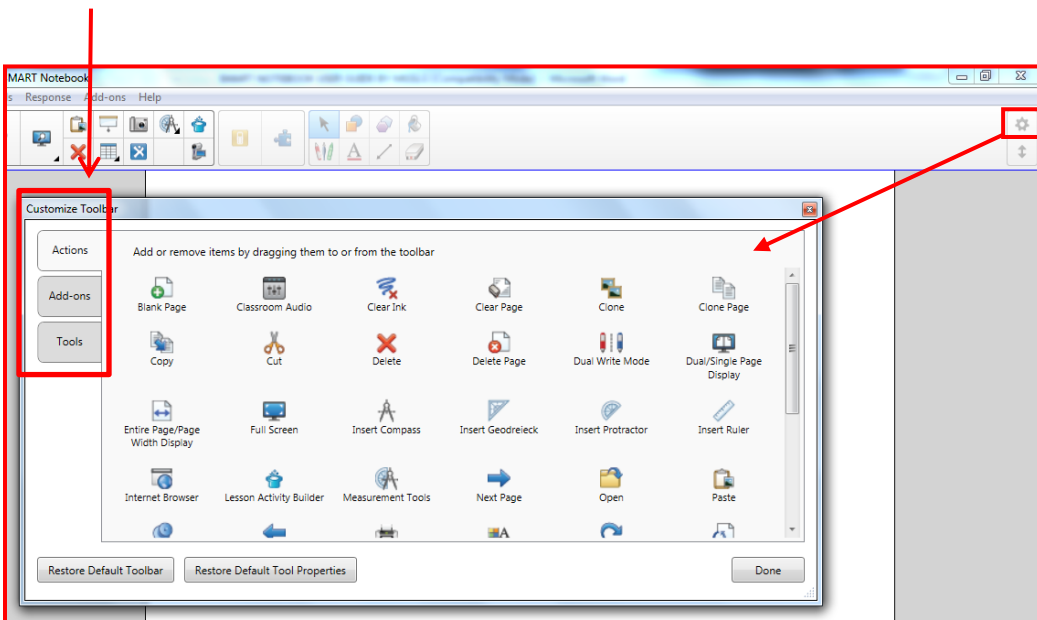 MART Notebook
s Response Add-ons Help
Customize Toolbar
Actions
Add-ons
Tools
Add or remove items by dragging them to or from the toolbar
Blank Page Classroom Audio Clear Ink Clear Page Clone Clone Page
Copy Cut Delete Delete Page Dual Write Mode Dual/Single Page
Display
Entire Page/Page Full Screen Insert Compass Insert Geodreieck Insert Protractor Insert Ruler
Width Display
Internet Browser Lesson Activity Builder Measurement Tools Next Page Open Paste
Restore Default Toolbar Restore Default Tool Properties Done